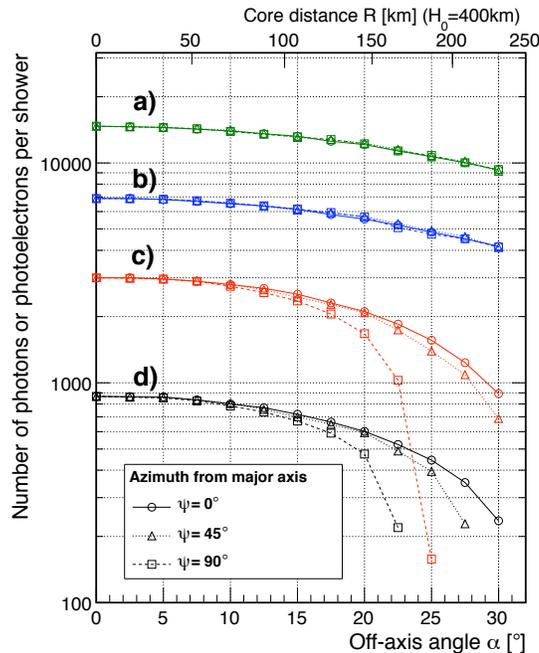 Core distance R [km] (H₀=400km)
0 50 100 150 200 250
Number of photons or photoelectrons per shower
a)
10000
b)
c)
1000
d)
Azimuth from major axis
ψ= 0°
ψ= 45°
ψ= 90°
100
0 5 10 15 20 25 30
Off-axis angle α [°]